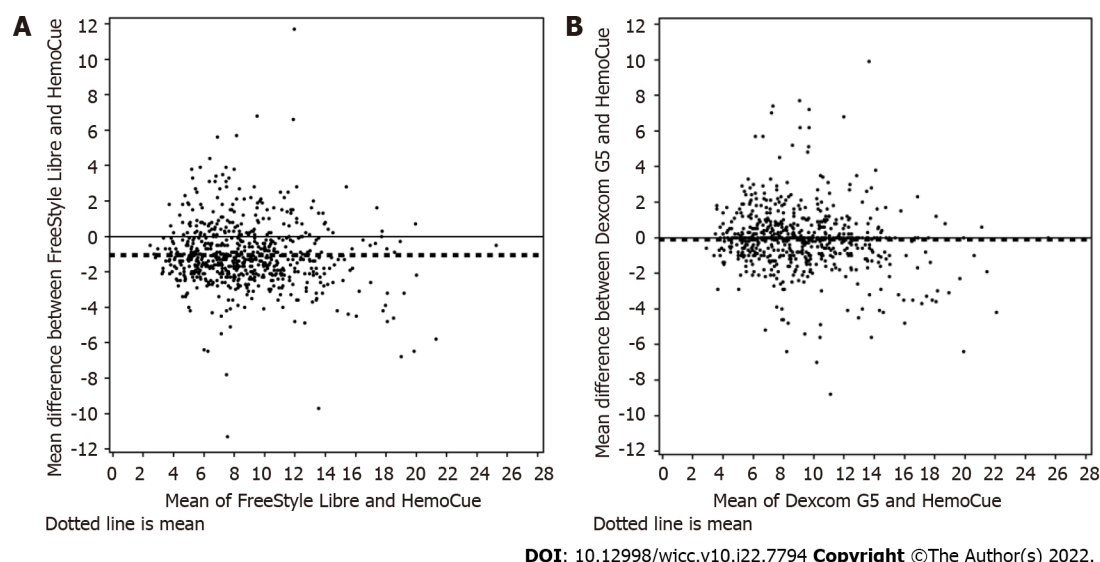 A
Mean difference between FreeStyle Libre and HemoCue
12
10
8
6
4
2
0
-2
-4
-6
-8
-10
-12
0 2 4 6 8 10 12 14 16 18 20 22 24 26 28
Mean of FreeStyle Libre and HemoCue
Dotted line is mean
B
Mean difference between Dexcom G5 and HemoCue
12
10
8
6
4
2
0
-2
-4
-6
-8
-10
-12
0 2 4 6 8 10 12 14 16 18 20 22 24 26 28
Mean of Dexcom G5 and HemoCue
Dotted line is mean
DOI: 10.12998/wjcc.v10.i22.7794 Copyright ©The Author(s) 2022.